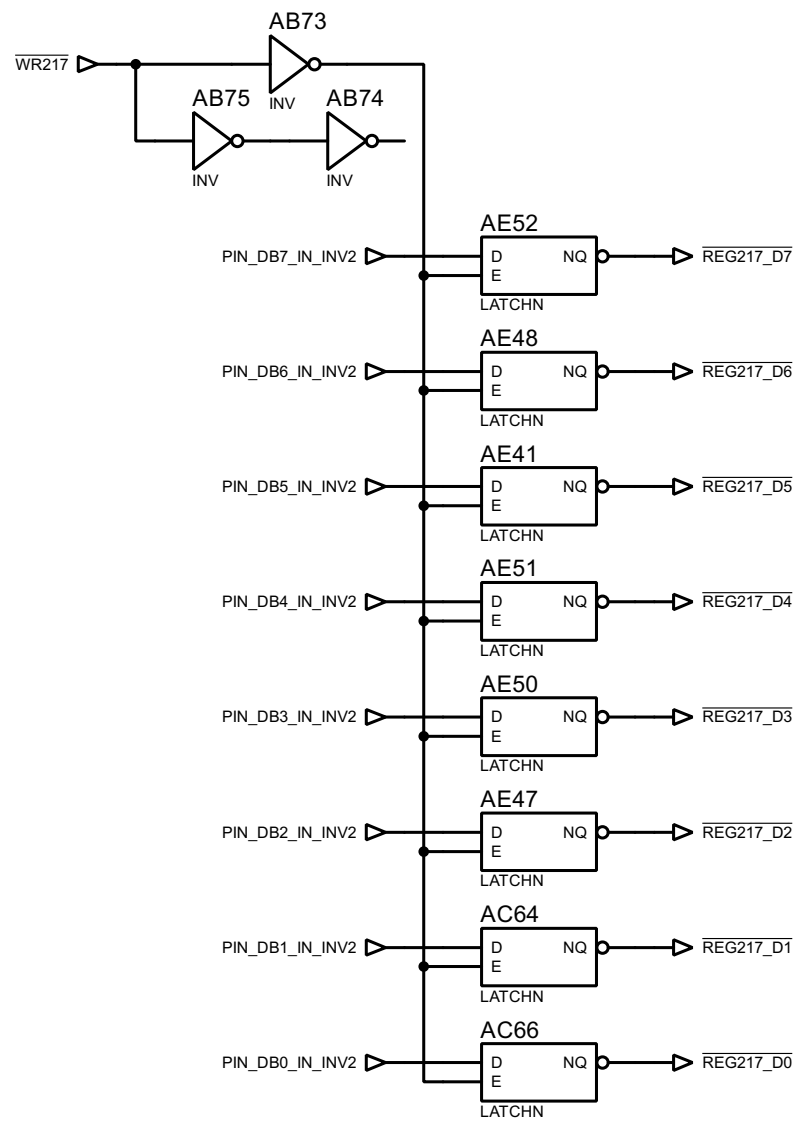 AB73
WR217
INV
AB75
AB74
INV
INV
AE52
PIN_DB7_IN_INV2
D
NQ
REG217_D7
E
LATCHN
AE48
PIN_DB6_IN_INV2
D
NQ
REG217_D6
E
LATCHN
AE41
PIN_DB5_IN_INV2
D
NQ
REG217_D5
E
LATCHN
AE51
PIN_DB4_IN_INV2
D
NQ
REG217_D4
E
LATCHN
AE50
PIN_DB3_IN_INV2
D
NQ
REG217_D3
E
LATCHN
AE47
PIN_DB2_IN_INV2
D
NQ
REG217_D2
E
LATCHN
AC64
PIN_DB1_IN_INV2
D
NQ
REG217_D1
E
LATCHN
AC66
PIN_DB0_IN_INV2
D
NQ
REG217_D0
E
LATCHN